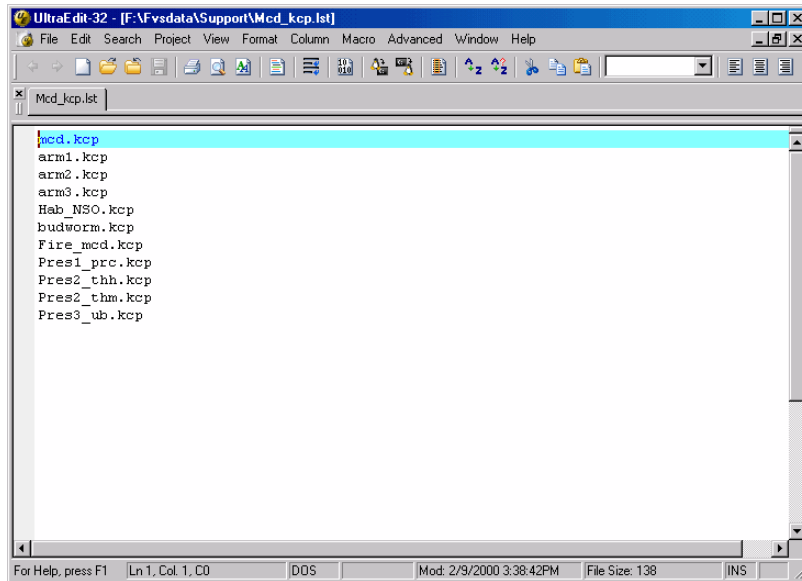 UltraEdit-32 - [F:\Fvsdata\Support\Mcd_kcp.lst]
File Edit Search Project View Format Column Macro Advanced Window Help
Mcd_kcp.lst
mcd.kcp
arm1.kcp
arm2.kcp
arm3.kcp
Hab_NSO.kcp
budworm.kcp
Fire_mcd.kcp
Pres1_prc.kcp
Pres2_thh.kcp
Pres2_thm.kcp
Pres3_ub.kcp
For Help, press F1 Ln 1, Col. 1, C0 DOS Mod: 2/9/2000 3:38:42PM File Size: 138 INS